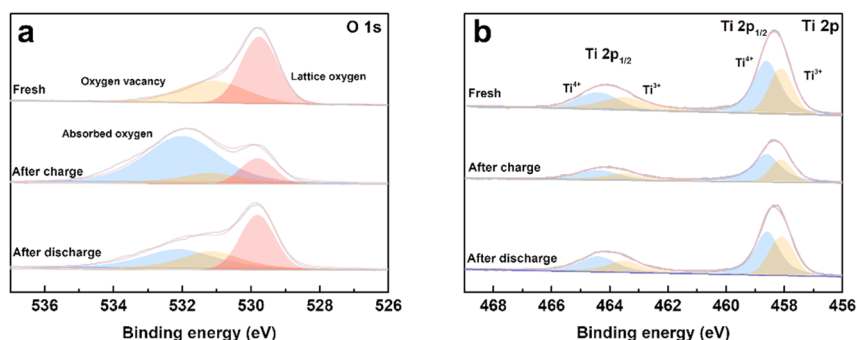 a
O 1s
Oxygen vacancy
Lattice oxygen
Fresh
Absorbed oxygen
After charge
After discharge
536 534 532 530 528 526
Binding energy (eV)
b
Ti 2p1/2 Ti 2p
Ti 2p1/2
Ti4+ Ti3+
Ti4+ Ti3+
Fresh
After charge
After discharge
468 466 464 462 460 458 456
Binding energy (eV)